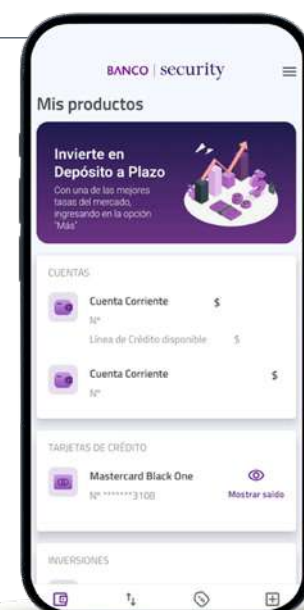 BANCO | security
Mis productos
Invierte en
Depósito a Plazo
Con una de las mejores
tasas del mercado,
ingresando en la opción
"Más"
CUENTAS
Cuenta Corriente $
N°
Línea de Crédito disponible $
Cuenta Corriente $
N°
TARJETAS DE CRÉDITO
Mastercard Black One
N° *******3108 Mostrar saldo
INVERSIONES